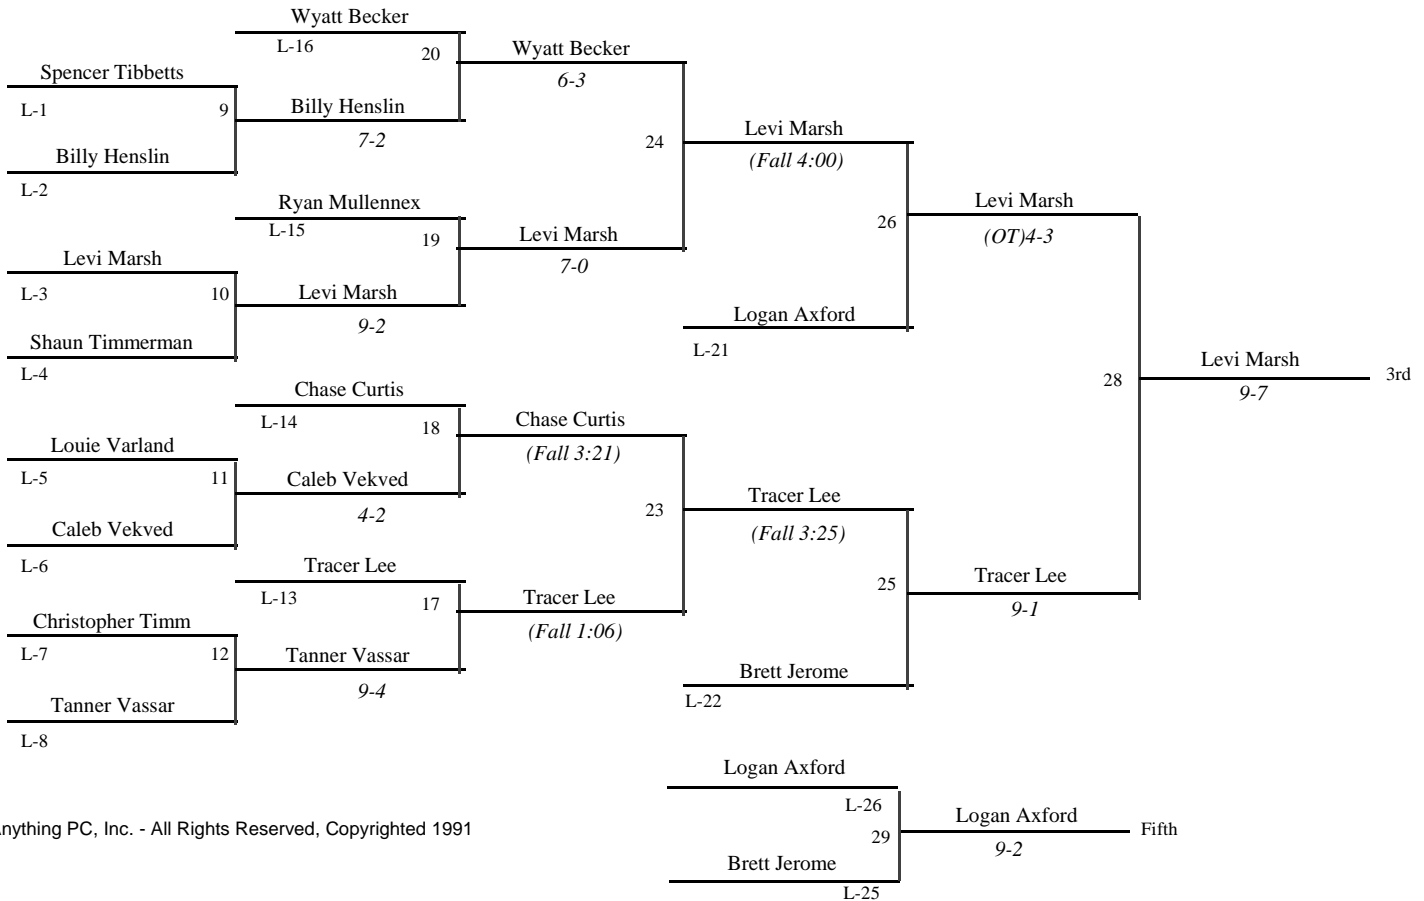 Wyatt Becker
L-16
20
Wyatt Becker
6-3
Spencer Tibbetts
L-1
9
Billy Henslin
7-2
Billy Henslin
L-2
24
Levi Marsh
(Fall 4:00)
Ryan Mullennex
L-15
19
Levi Marsh
7-0
Levi Marsh
L-3
10
Levi Marsh
9-2
Shaun Timmerman
L-4
26
Levi Marsh
(OT)4-3
Logan Axford
L-21
28
Levi Marsh
9-7
3rd
Chase Curtis
L-14
18
Chase Curtis
(Fall 3:21)
Louie Varland
L-5
11
Caleb Vekved
4-2
Caleb Vekved
L-6
23
Tracer Lee
(Fall 3:25)
Tracer Lee
L-13
17
Tracer Lee
(Fall 1:06)
Christopher Timm
L-7
12
Tanner Vassar
9-4
Tanner Vassar
L-8
25
Tracer Lee
9-1
Brett Jerome
L-22
Logan Axford
L-26
29
Logan Axford
9-2
Fifth
Brett Jerome
L-25
nything PC, Inc. - All Rights Reserved, Copyrighted 1991